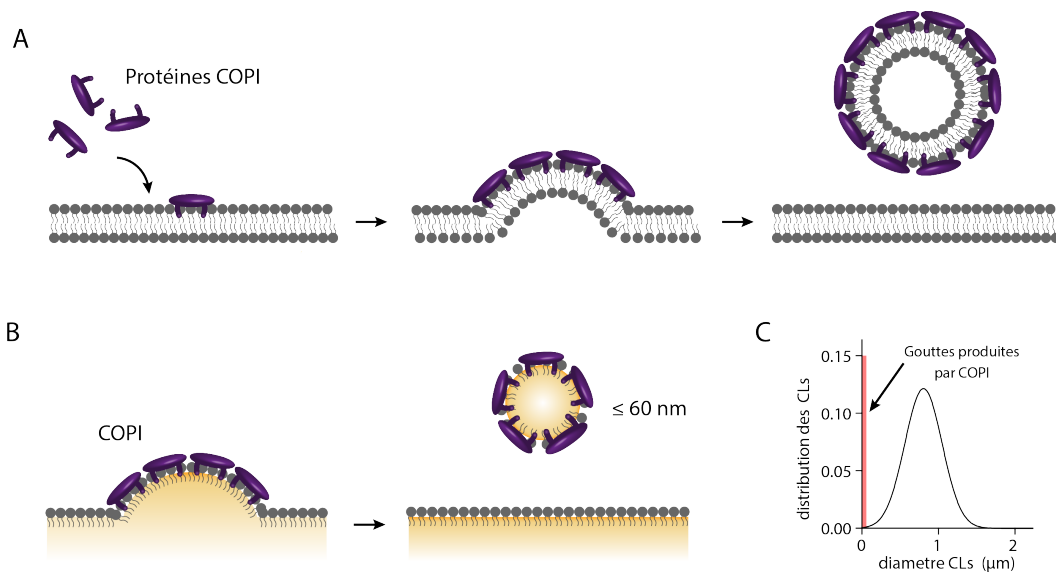 A
Protéines COPI
B
COPI
≤ 60 nm
C
Gouttes produites
par COPI
distribution des CLs
0.15
0.10
0.05
0.00
0
1
2
diametre CLs (µm)